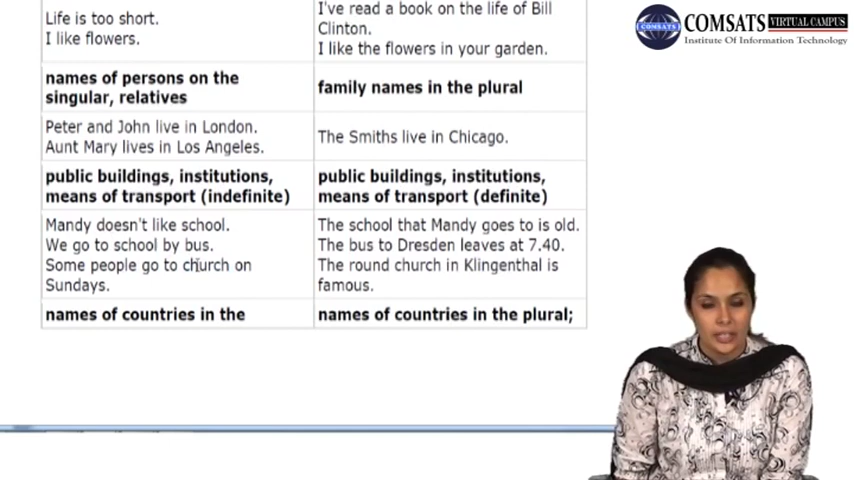 Life is too short.
I like flowers.
I've read a book on the life of Bill
Clinton.
I like the flowers in your garden.
names of persons on the
singular, relatives
family names in the plural
Peter and John live in London.
Aunt Mary lives in Los Angeles.
The Smiths live in Chicago.
public buildings, institutions,
means of transport (indefinite)
public buildings, institutions,
means of transport (definite)
Mandy doesn't like school.
We go to school by bus.
Some people go to church on
Sundays.
The school that Mandy goes to is old.
The bus to Dresden leaves at 7.40.
The round church in Klingenthal is
famous.
names of countries in the
names of countries in the plural;
COMSATS
COMSATS VIRTUAL CAMPUS
Institute Of Information Technology